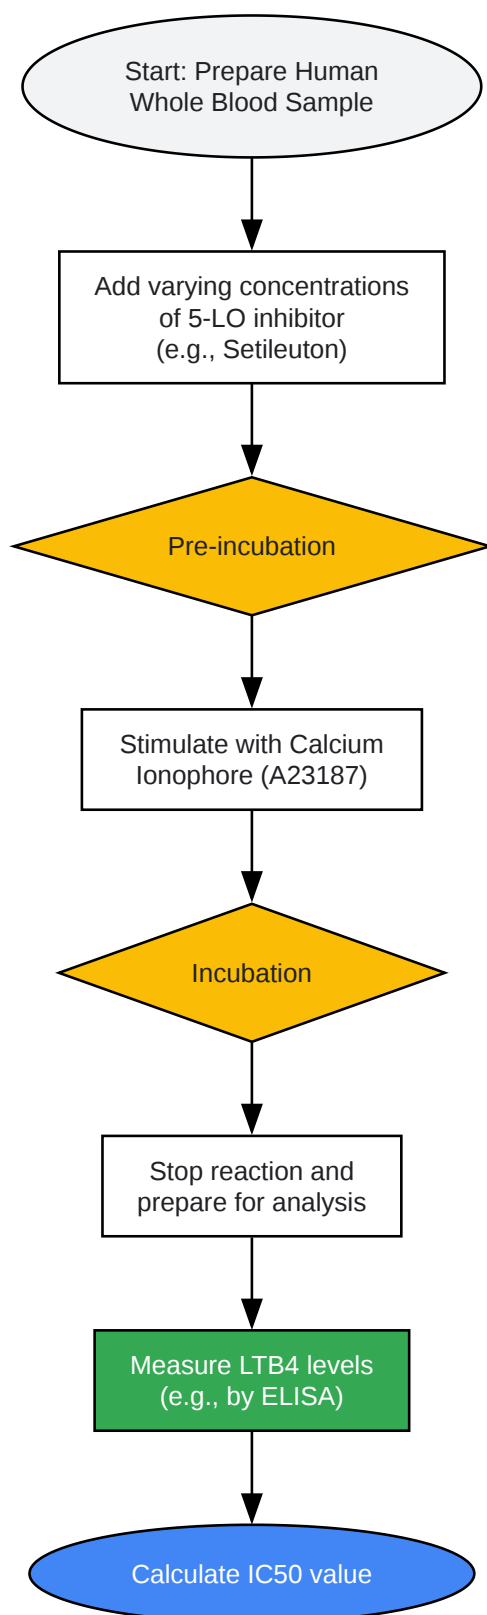 Start: Prepare Human
Whole Blood Sample
Add varying concentrations
of 5-LO inhibitor
(e.g., Setileuton)
Pre-incubation
Stimulate with Calcium
Ionophore (A23187)
Incubation
Stop reaction and
prepare for analysis
Measure LTB4 levels
(e.g., by ELISA)
Calculate IC50 value